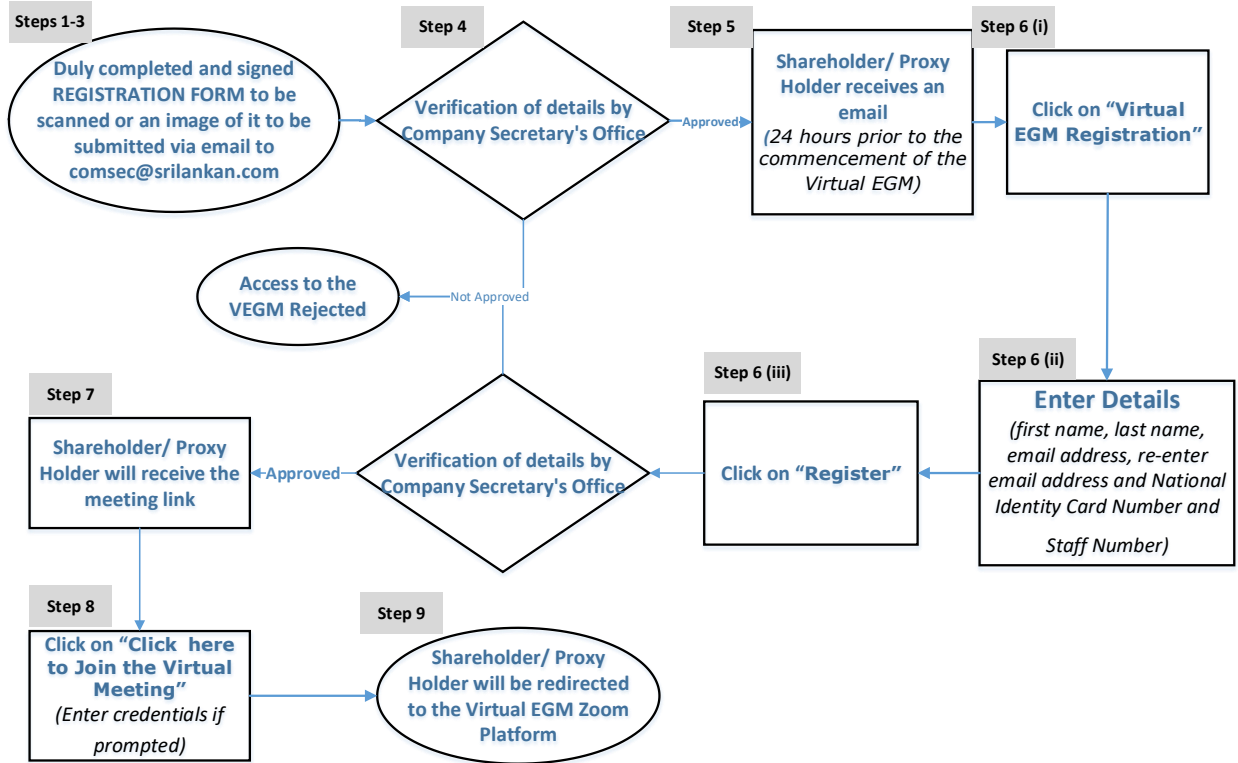 Steps 1-3
Duly completed and signed
REGISTRATION FORM to be
scanned or an image of it to be
submitted via email to
comsec@srilankan.com
Step 4
Verification of details by
Company Secretary's Office
Approved
Step 5
Shareholder/ Proxy
Holder receives an
email
(24 hours prior to the
commencement of the
Virtual EGM)
Step 6 (i)
Click on “Virtual
EGM Registration”
Access to the
VEGM Rejected
Not Approved
Step 6 (ii)
Enter Details
(first name, last name,
email address, re-enter
email address and National
Identity Card Number and
Staff Number)
Step 6 (iii)
Click on “Register”
Verification of details by
Company Secretary's Office
Approved
Step 7
Shareholder/ Proxy
Holder will receive the
meeting link
Step 8
Click on “Click here
to Join the Virtual
Meeting”
(Enter credentials if
prompted)
Step 9
Shareholder/ Proxy
Holder will be redirected
to the Virtual EGM Zoom
Platform